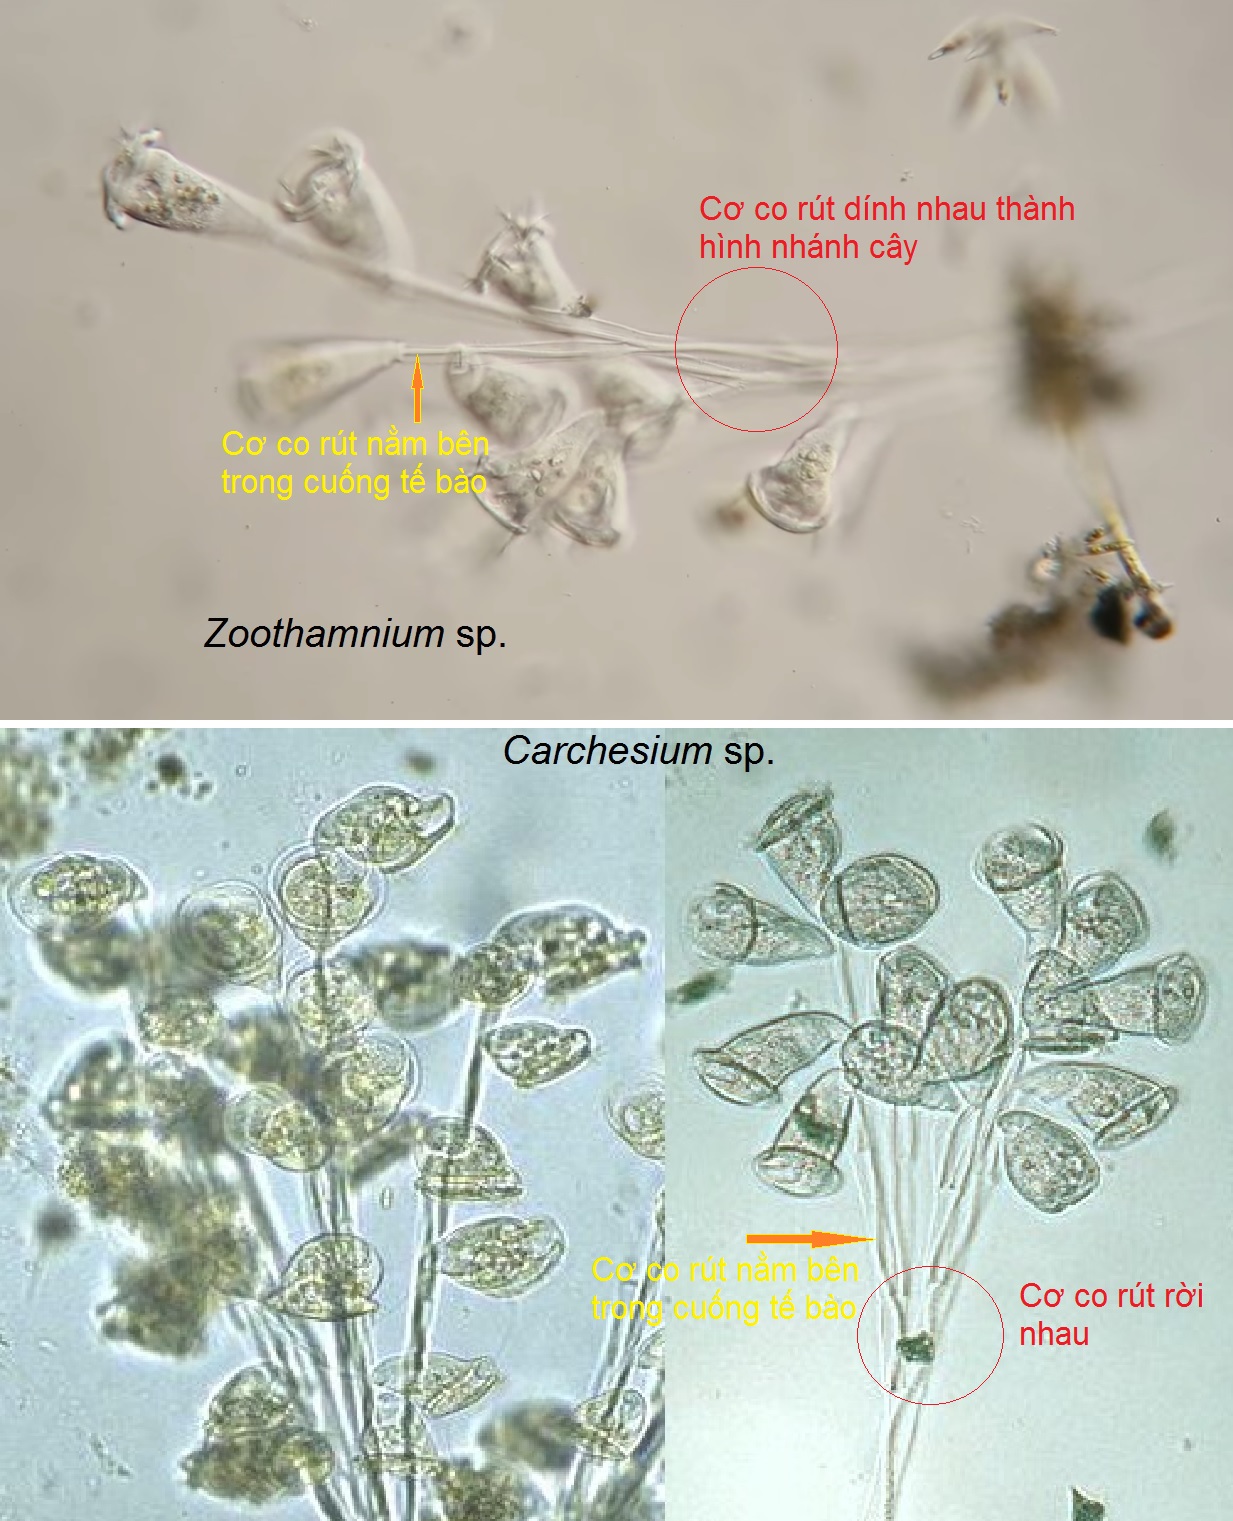 Cơ co rút dính nhau thành
hình nhánh cây
Cơ co rút nằm bên
trong cuống tế bào
Zoothamnium sp.
Carchesium sp.
Cơ co rút nằm bên
trong cuống tế bào
Cơ co rút rời
nhau